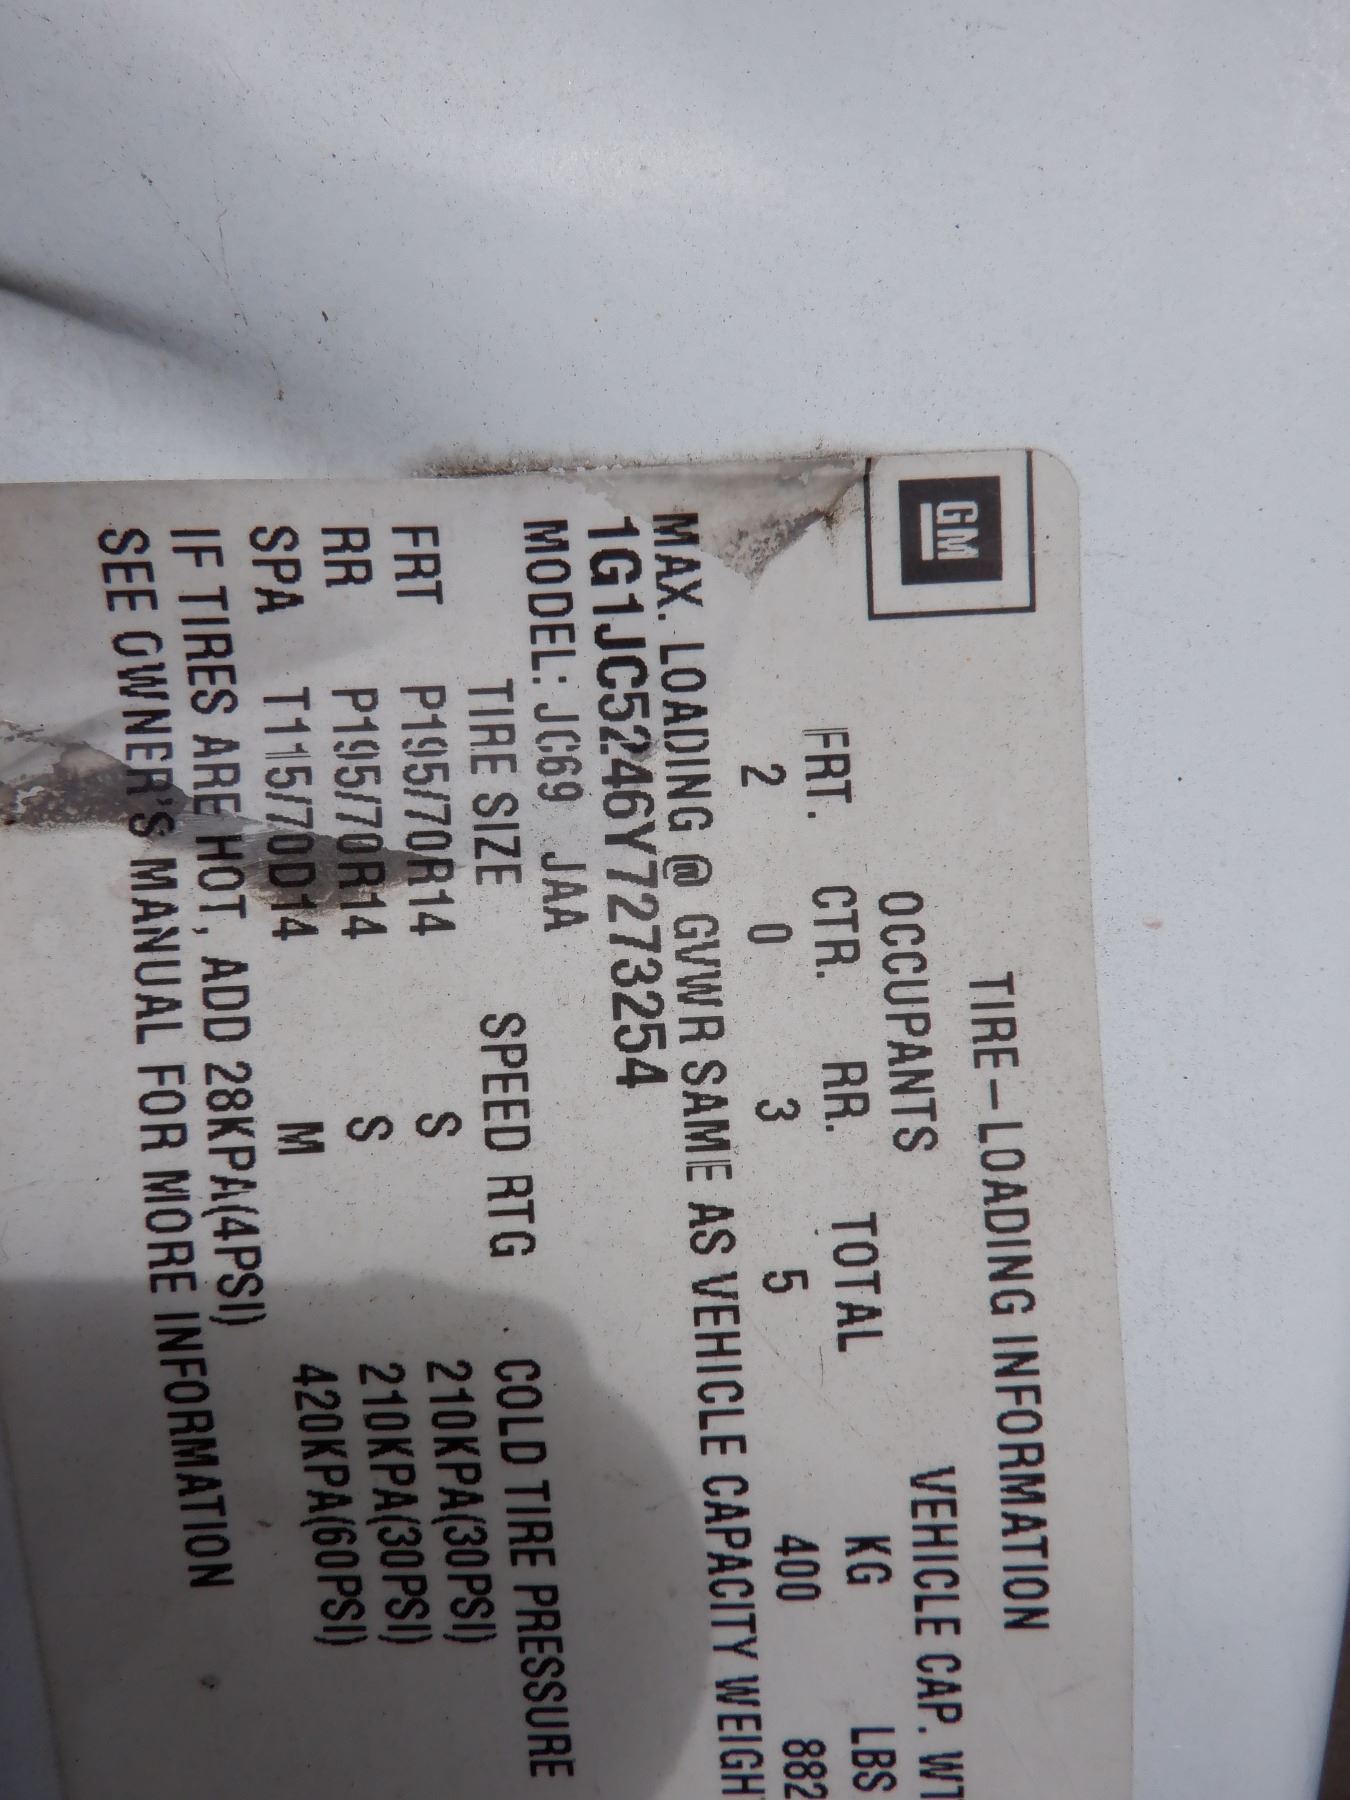 GM
TIRE-LOADING INFORMATION
OCCUPANTS VEHICLE CAP. WT
FRT. CTR. RR. TOTAL KG LBS
2 0 3 5 400 882
MAX. LOADING @ GVWR SAME AS VEHICLE CAPACITY WEIGHT
1G1JC5246Y7273254
MODEL: JC69 JAA
TIRE SIZE SPEED RTG COLD TIRE PRESSURE
FRT P195/70R14 S 210KPA(30PSI)
RR P195/70R14 S 210KPA(30PSI)
SPA T115/70D14 M 420KPA(60PSI)
IF TIRES ARE HOT, ADD 28KPA(4PSI)
SEE OWNER'S MANUAL FOR MORE INFORMATION